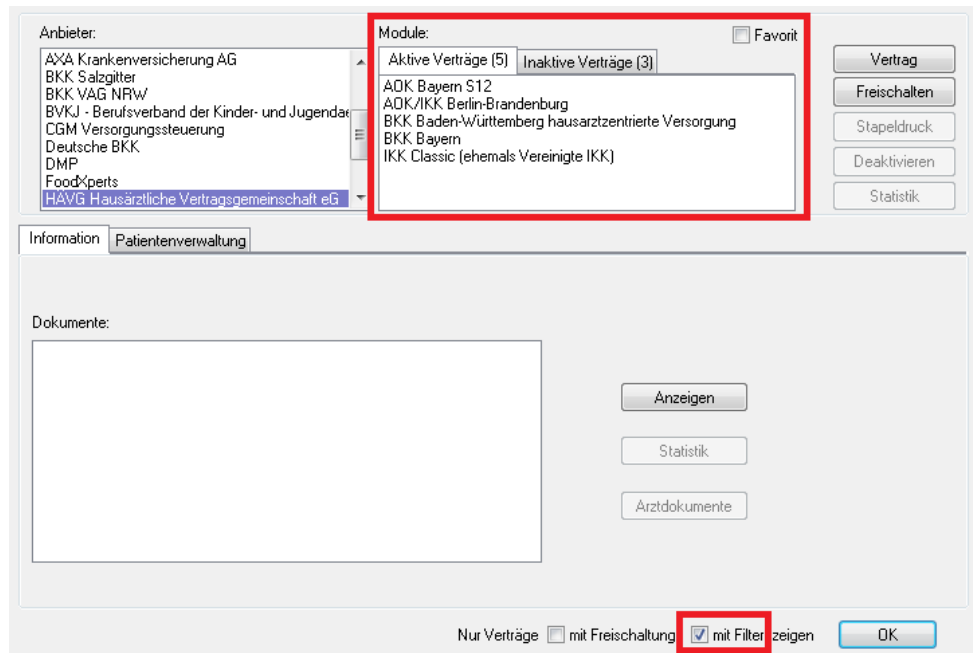 Anbieter:
AXA Krankenversicherung AG
BKK Salzgitter
BKK VAG NRW
BVKJ - Berufsverband der Kinder- und Jugendae
CGM Versorgungssteuerung
Deutsche BKK
DMP
FoodXperts
HÄVG Hausärztliche Vertragsgemeinschaft eG
Module:
Favorit
Aktive Verträge (5)
Inaktive Verträge (3)
AOK Bayern S12
AOK/IKK Berlin-Brandenburg
BKK Baden-Württemberg hausarztzentrierte Versorgung
BKK Bayern
IKK Classic (ehemals Vereinigte IKK)
Vertrag
Freischalten
Stapeldruck
Deaktivieren
Statistik
Information
Patientenverwaltung
Dokumente:
Anzeigen
Statistik
Arztdokumente
Nur Verträge mit Freischaltung mit Filter zeigen
OK